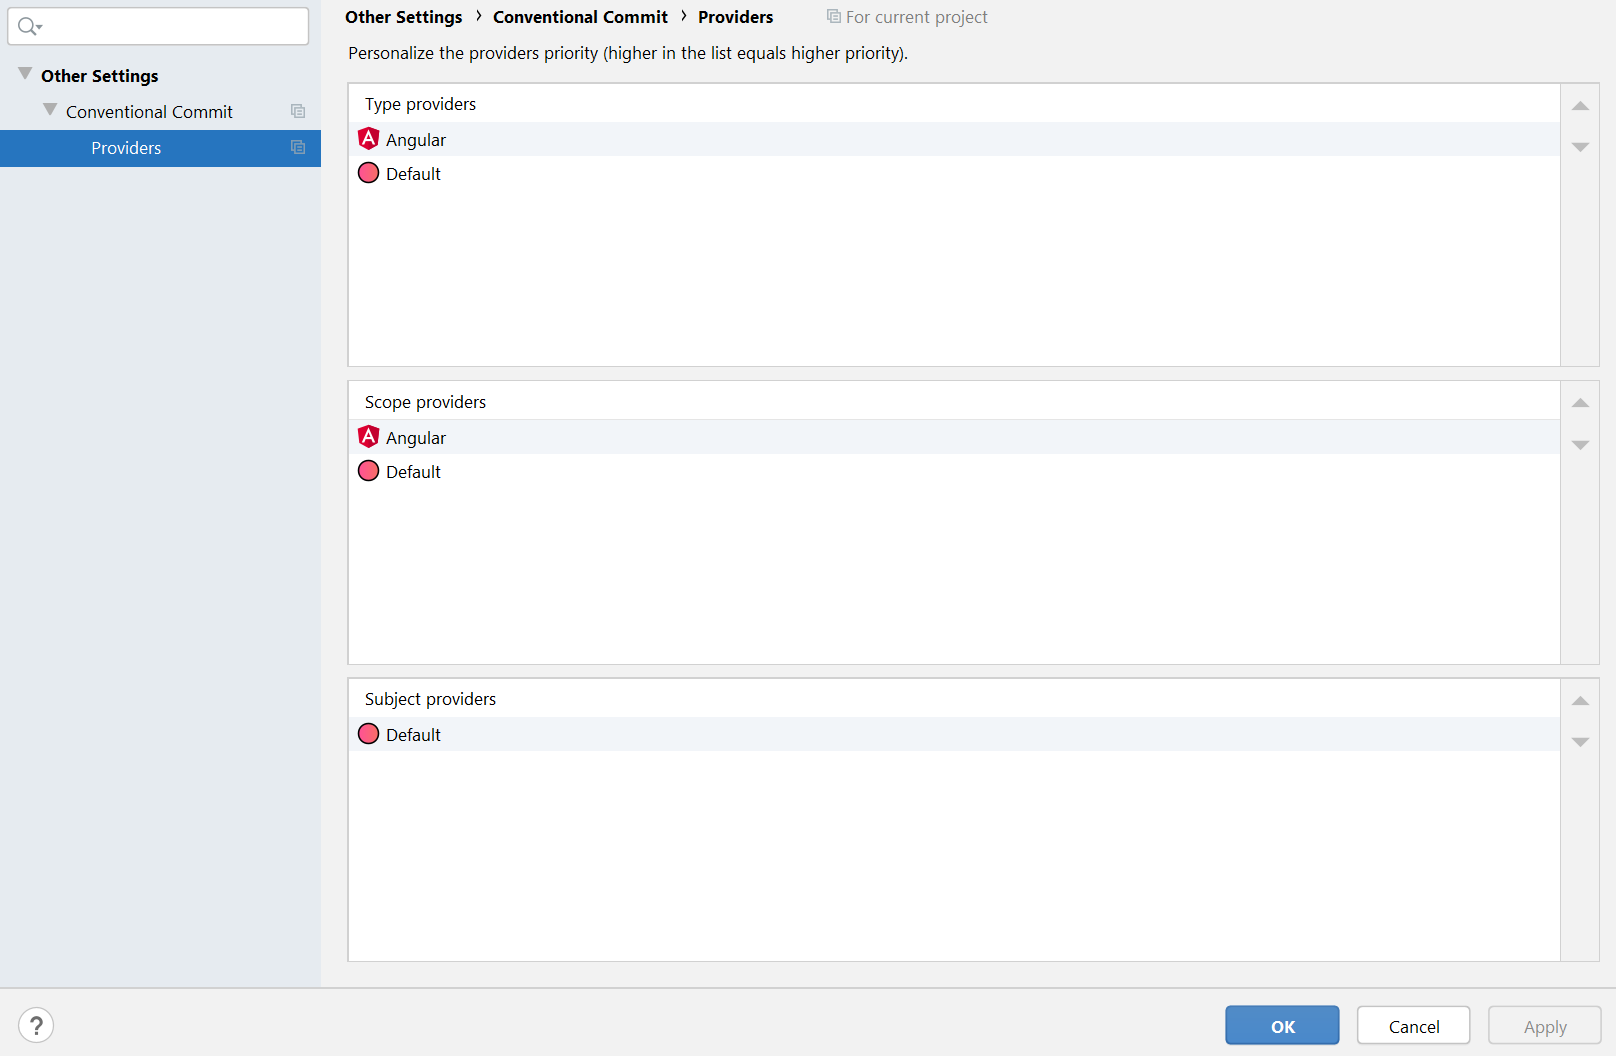 Other Settings
Conventional Commit
Providers
Other Settings › Conventional Commit › Providers For current project
Personalize the providers priority (higher in the list equals higher priority).
Type providers
Angular
Default
Scope providers
Angular
Default
Subject providers
Default
?
OK Cancel Apply